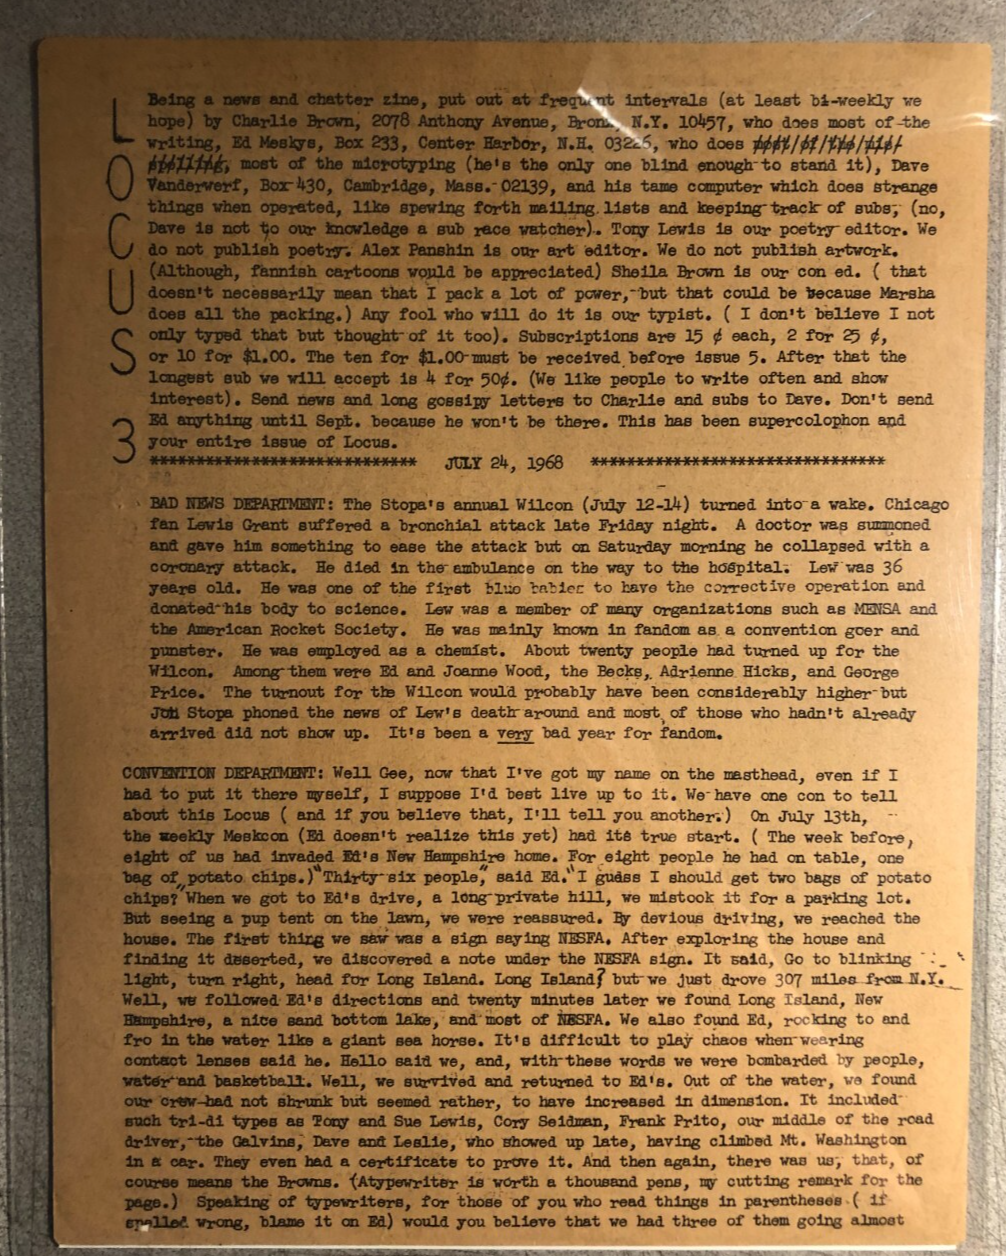 LOCUS 3
Being a news and chatter zine, put out at frequent intervals (at least bi-weekly we
hope) by Charlie Brown, 2078 Anthony Avenue, Bronx, N.Y. 10457, who does most of the
writing, Ed Meskys, Box 233, Center Harbor, N.H. 03226, who does
most of the microtyping (he's the only one blind enough to stand it), Dave
Vanderwerf, Box 430, Cambridge, Mass. 02139, and his tame computer which does strange
things when operated, like spewing forth mailing lists and keeping track of subs, (no,
Dave is not to our knowledge a sub race watcher). Tony Lewis is our poetry editor. We
do not publish poetry. Alex Panshin is our art editor. We do not publish artwork.
(Although, fannish cartoons would be appreciated) Sheila Brown is our con ed. ( that
doesn't necessarily mean that I pack a lot of power, but that could be because Marsha
does all the packing.) Any fool who will do it is our typist. ( I don't believe I not
only typed that but thought of it too). Subscriptions are 15 ¢ each, 2 for 25 ¢,
or 10 for $1.00. The ten for $1.00 must be received before issue 5. After that the
longest sub we will accept is 4 for 50¢. (We like people to write often and show
interest). Send news and long gossipy letters to Charlie and subs to Dave. Don't send
Ed anything until Sept. because he won't be there. This has been supercolophon and
your entire issue of Locus.
**************************** JULY 24, 1968 *******************************
BAD NEWS DEPARTMENT: The Stopa's annual Wilcon (July 12-14) turned into a wake. Chicago
fan Lewis Grant suffered a bronchial attack late Friday night. A doctor was summoned
and gave him something to ease the attack but on Saturday morning he collapsed with a
coronary attack. He died in the ambulance on the way to the hospital. Lew was 36
years old. He was one of the first blue babies to have the corrective operation and
donated his body to science. Lew was a member of many organizations such as MENSA and
the American Rocket Society. He was mainly known in fandom as a convention goer and
punster. He was employed as a chemist. About twenty people had turned up for the
Wilcon. Among them were Ed and Joanne Wood, the Becks, Adrienne Hicks, and George
Price. The turnout for the Wilcon would probably have been considerably higher but
Jon Stopa phoned the news of Lew's death around and most of those who hadn't already
arrived did not show up. It's been a very bad year for fandom.
CONVENTION DEPARTMENT: Well Gee, now that I've got my name on the masthead, even if I
had to put it there myself, I suppose I'd best live up to it. We have one con to tell
about this Locus ( and if you believe that, I'll tell you another.) On July 13th,
the weekly Meskcon (Ed doesn't realize this yet) had its true start. ( The week before,
eight of us had invaded Ed's New Hampshire home. For eight people he had on table, one
bag of potato chips.) "Thirty six people," said Ed. "I guess I should get two bags of potato
chips?" When we got to Ed's drive, a long private hill, we mistook it for a parking lot.
But seeing a pup tent on the lawn, we were reassured. By devious driving, we reached the
house. The first thing we saw was a sign saying NESFA. After exploring the house and
finding it deserted, we discovered a note under the NESFA sign. It said, Go to blinking
light, turn right, head for Long Island. Long Island? but we just drove 307 miles from N.Y.
Well, we followed Ed's directions and twenty minutes later we found Long Island, New
Hampshire, a nice sand bottom lake, and most of NESFA. We also found Ed, rocking to and
fro in the water like a giant sea horse. It's difficult to play chaos when wearing
contact lenses said he. Hello said we, and, with these words we were bombarded by people,
water and basketball. Well, we survived and returned to Ed's. Out of the water, we found
our crew had not shrunk but seemed rather, to have increased in dimension. It included
such tri-di types as Tony and Sue Lewis, Cory Seidman, Frank Prito, our middle of the road
driver, the Galvins, Dave and Leslie, who showed up late, having climbed Mt. Washington
in a car. They even had a certificate to prove it. And then again, there was us, that, of
course means the Browns. (Atypewriter is worth a thousand pens, my cutting remark for the
page.) Speaking of typewriters, for those of you who read things in parentheses ( if
spelled wrong, blame it on Ed) would you believe that we had three of them going almost